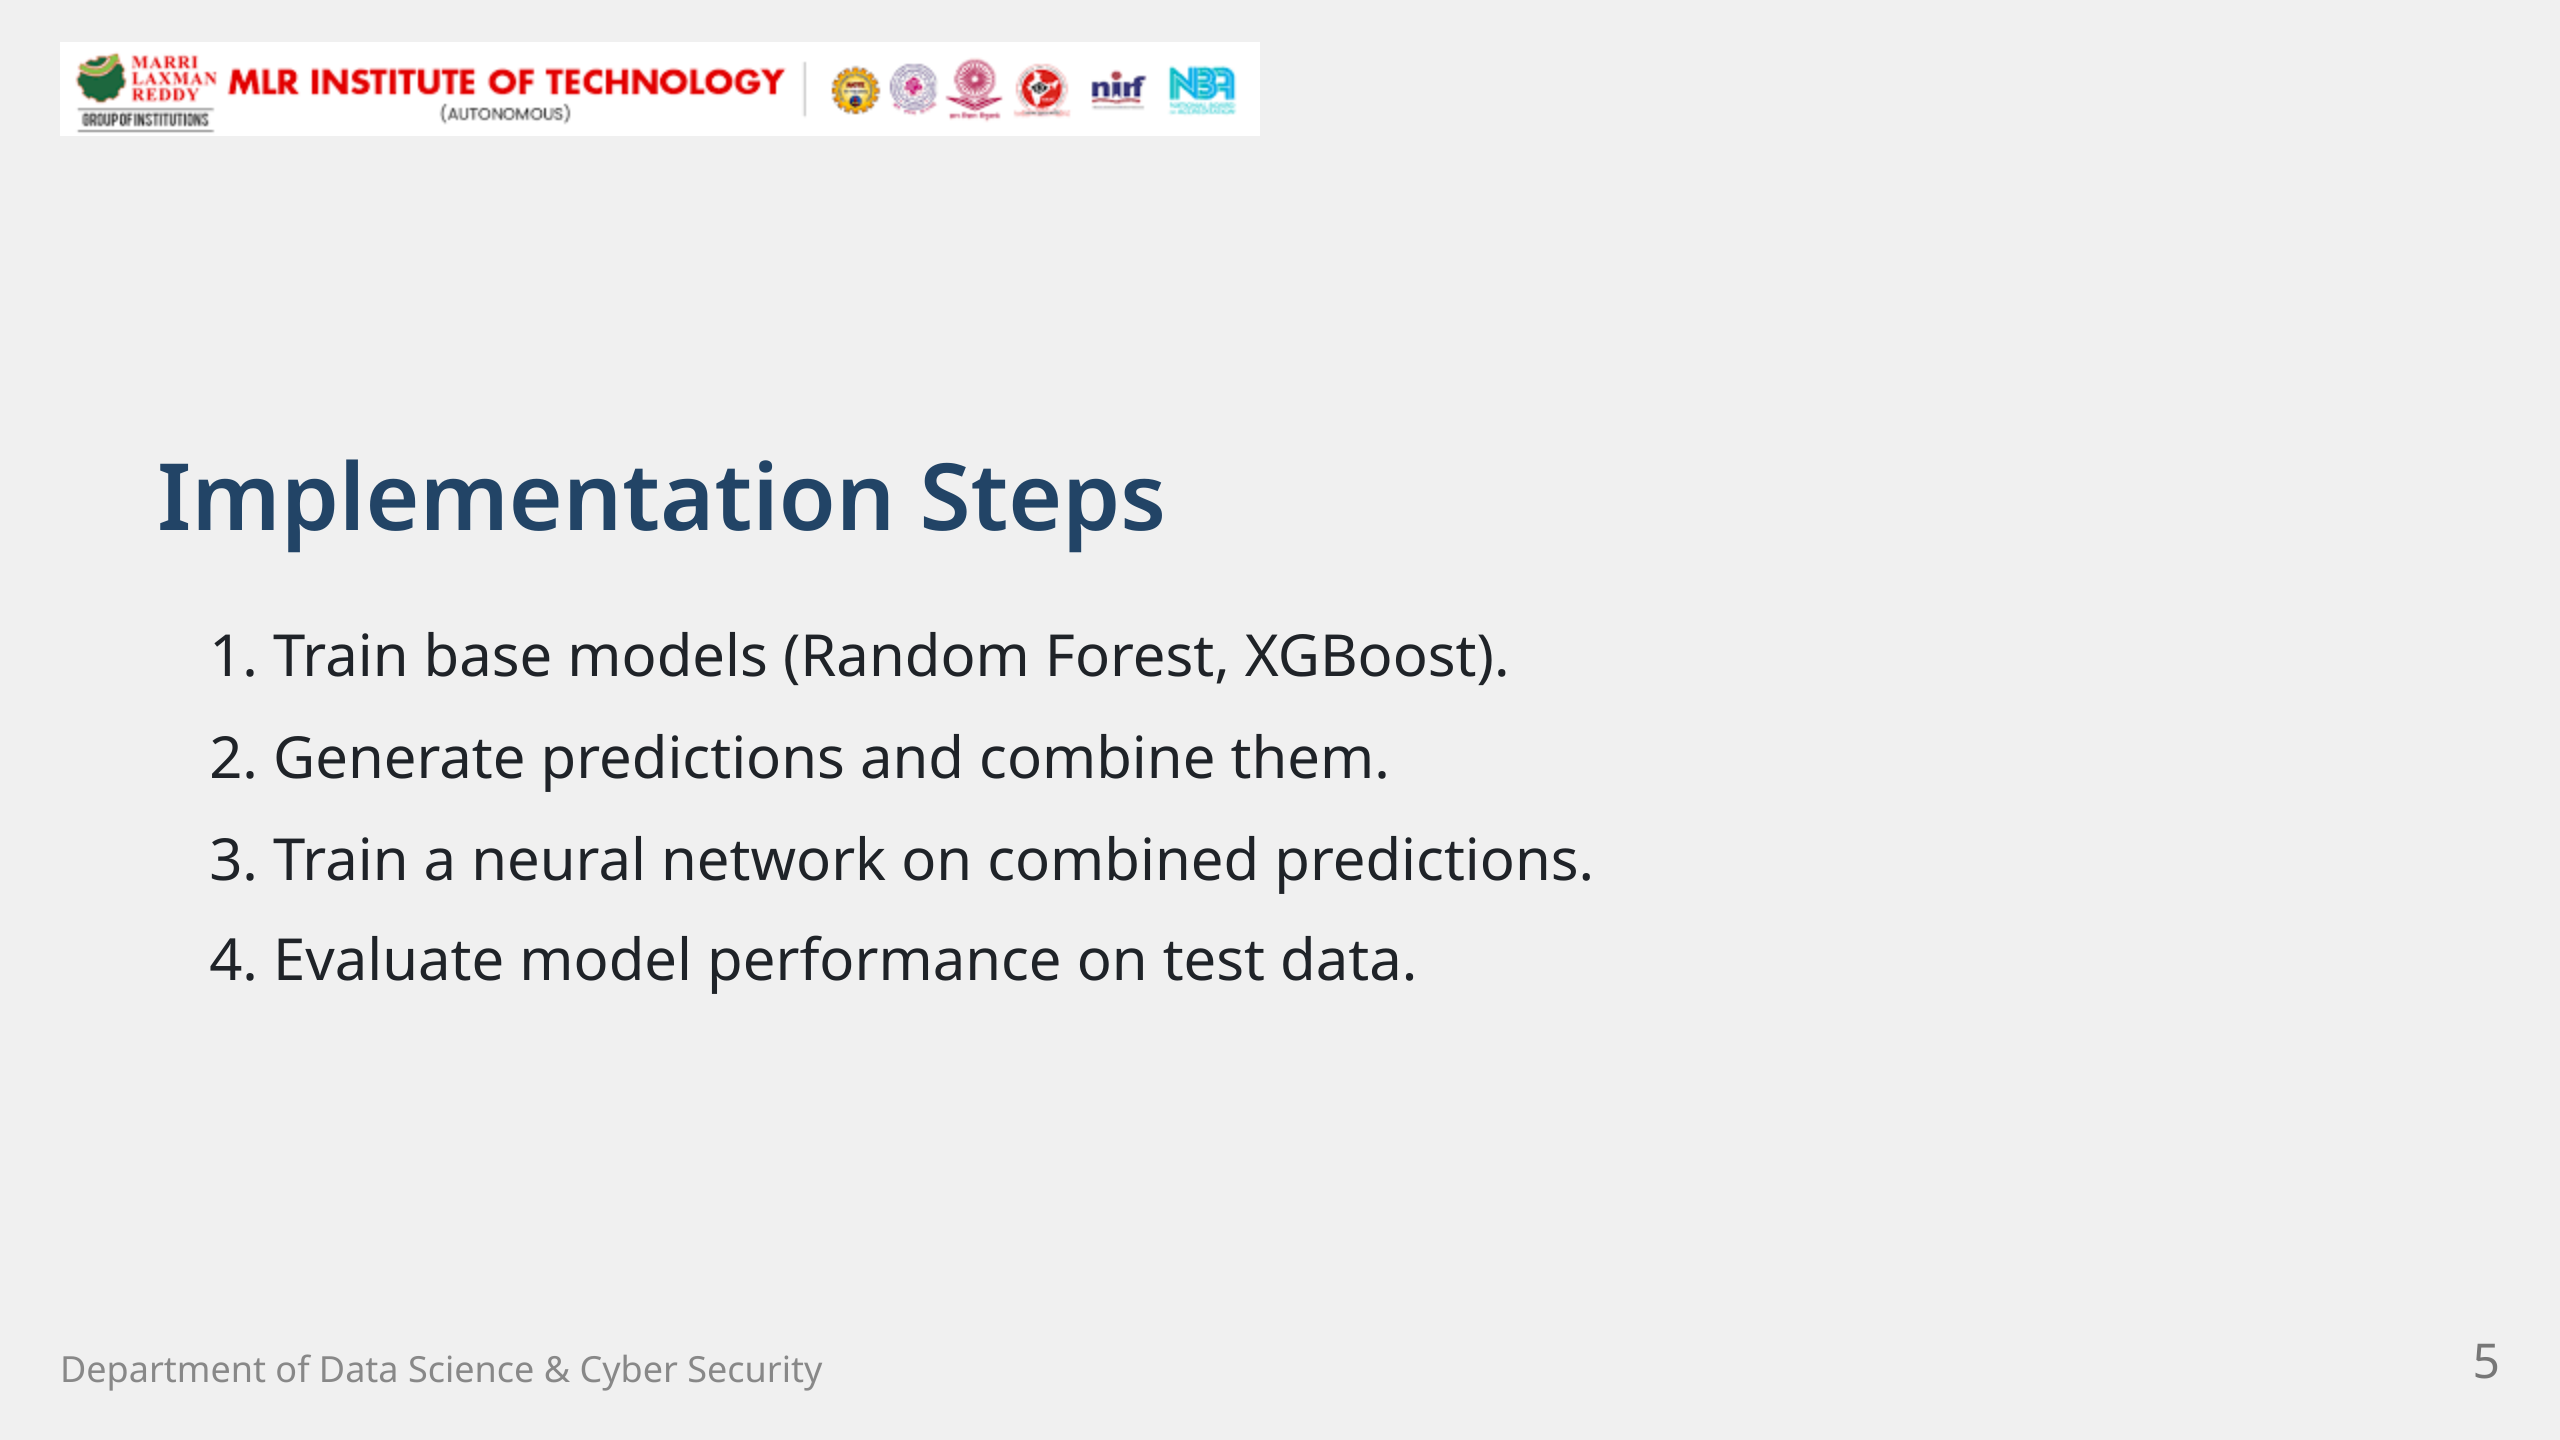 MARRI
LAXMAN
REDDY
GROUP OF INSTITUTIONS
MLR INSTITUTE OF TECHNOLOGY
(AUTONOMOUS)
nirf
NBA
NATIONAL BOARD
Implementation Steps
1. Train base models (Random Forest, XGBoost).
2. Generate predictions and combine them.
3. Train a neural network on combined predictions.
4. Evaluate model performance on test data.
Department of Data Science & Cyber Security
5